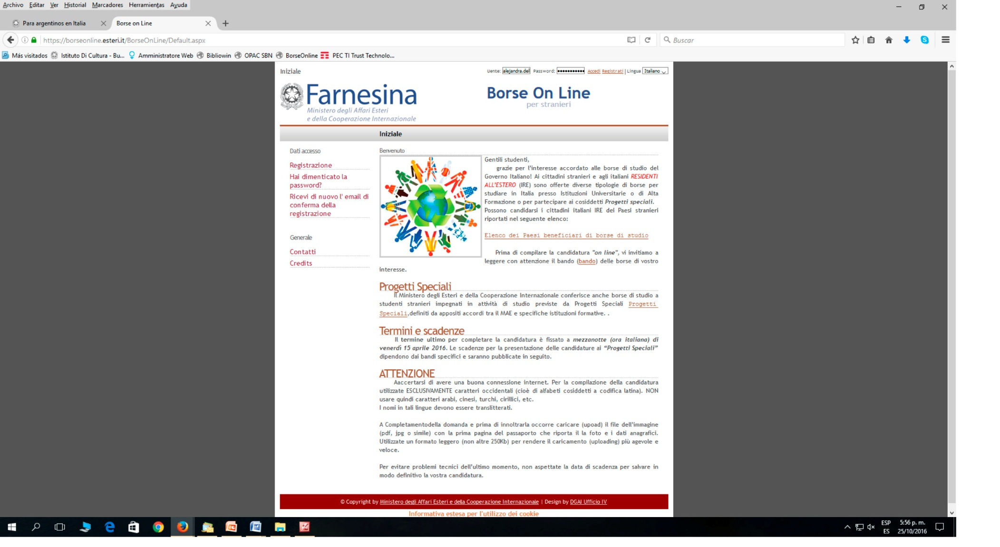 Archivo Editar Ver Historial Marcadores Herramientas Ayuda
Para argentinos en Italia
Borse on Line
https://borseonline.esteri.it/BorseOnLine/Default.aspx
Buscar
Más visitados Istituto Di Cultura - Bu... Amministratore Web Bibliowin OPAC SBN BorseOnline PEC TI Trust Technolo...
Iniziale
Uente: alejandra.del Password: Accedi Registrati | Lingua Italiano
Farnesina
Ministero degli Affari Esteri
e della Cooperazione Internazionale
Borse On Line
per stranieri
Iniziale
Dati accesso
Registrazione
Hai dimenticato la
password?
Ricevi di nuovo l' email di
conferma della
registrazione
Generale
Contatti
Credits
Benvenuto
Gentili studenti,
grazie per l'interesse accordato alle borse di studio del
Governo Italiano! Ai cittadini stranieri e agli italiani RESIDENTI
ALL'ESTERO (IRE) sono offerte diverse tipologie di borse per
studiare in Italia presso Istituzioni Universitarie o di Alta
Formazione o per partecipare ai cosiddetti Progetti speciali.
Possono candidarsi i cittadini italiani IRE dei Paesi stranieri
riportati nel seguente elenco:
Elenco dei Paesi beneficiari di borse di studio
Prima di compilare la candidatura "on line", vi invitiamo a
leggere con attenzione il bando (bando) delle borse di vostro
interesse.
Progetti Speciali
Il Ministero degli Esteri e della Cooperazione Internazionale conferisce anche borse di studio a
studenti stranieri impegnati in attività di studio previste da Progetti Speciali Progetti
Speciali,definiti da appositi accordi tra il MAE e specifiche istituzioni formative. .
Termini e scadenze
Il termine ultimo per completare la candidatura è fissato a mezzanotte (ora italiana) di
venerdì 15 aprile 2016. Le scadenze per la presentazione delle candidature ai “Progetti Speciali”
dipendono dai bandi specifici e saranno pubblicate in seguito.
ATTENZIONE
Aaccertarsi di avere una buona connessione internet. Per la compilazione della candidatura
utilizzate ESCLUSIVAMENTE caratteri occidentali (cioè di alfabeti cosiddetti a codifica latina). NON
usare quindi caratteri arabi, cinesi, turchi, cirillici, etc.
I nomi in tali lingue devono essere translitterati.
A Completamentodella domanda e prima di innoltrarla occorre caricare (upoad) il file dell'immagine
(pdf, jpg o simile) con la prima pagina del passaporto che riporta il la foto e i dati anagrafici.
Utilizzate un formato leggero (non altre 250Kb) per rendere il caricamento (uploading) più agevole e
veloce.
Per evitare problemi tecnici dell'ultimo momento, non aspettate la data di scadenza per salvare in
modo definitivo la vostra candidatura.
© Copyright by Ministero degli Affari Esteri e della Cooperazione Internazionale | Design by DGAI Ufficio IV
Informativa estesa per l'utilizzo dei cookie
ESP
ES
5:56 p. m.
25/10/2016